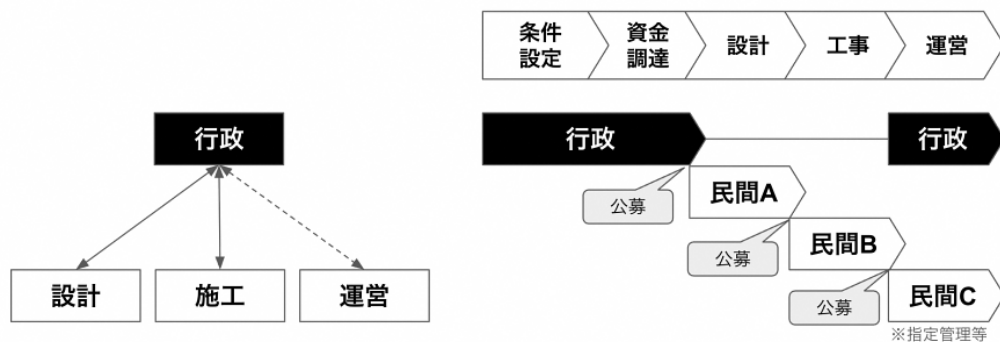 行政
設計
施工
運営
条件
設定
資金
調達
設計
工事
運営
行政
行政
公募
民間A
公募
民間B
公募
民間C
※指定管理等